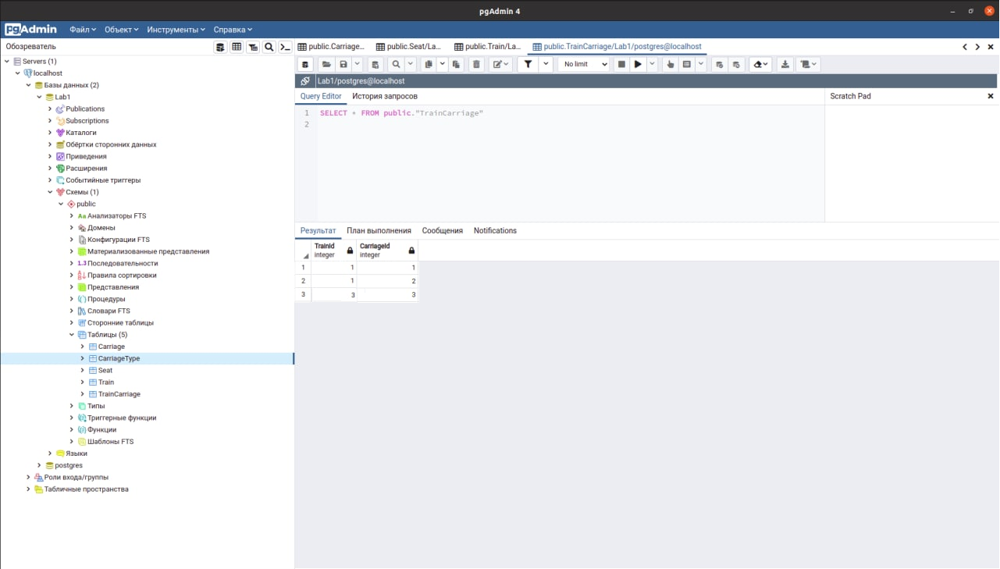 pgAdmin 4
pgAdmin Файл Объект Инструменты Справка
Обозреватель
public.Carriage... public.Seat/La... public.Train/La... public.TrainCarriage/Lab1/postgres@localhost
No limit
Lab1/postgres@localhost
Query Editor История запросов
Scratch Pad
1 SELECT * FROM public."TrainCarriage"
2
Результат План выполнения Сообщения Notifications
TrainId integer CarriageId integer
1 1 1
2 1 2
3 3 3
Servers (1)
localhost
Базы данных (2)
Lab1
Publications
Subscriptions
Каталоги
Обёртки сторонних данных
Приведения
Расширения
Событийные триггеры
Схемы (1)
public
Aa Анализаторы FTS
Домены
Конфигурации FTS
Материализованные представления
1.3 Последовательности
Правила сортировки
Представления
Процедуры
Словари FTS
Сторонние таблицы
Таблицы (5)
Carriage
CarriageType
Seat
Train
TrainCarriage
Типы
Триггерные функции
Функции
Шаблоны FTS
Языки
postgres
Роли входа/группы
Табличные пространства